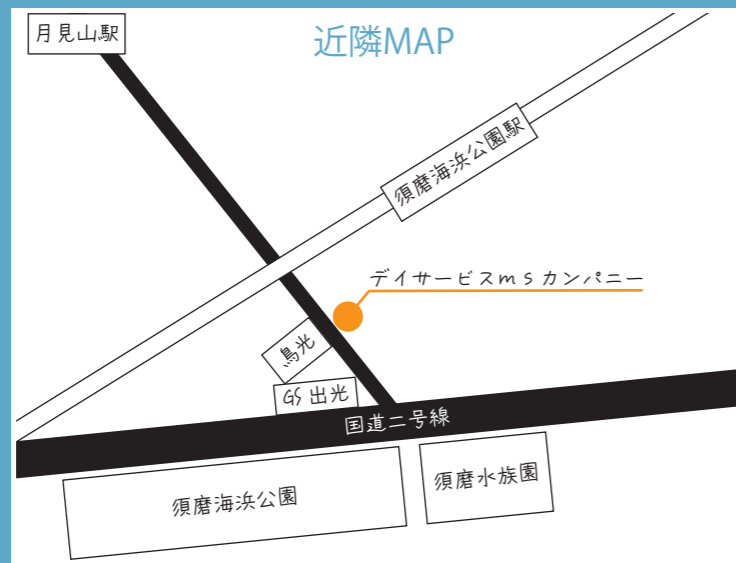 月見山駅
近隣MAP
須磨海浜公園駅
デイサービスmsカンパニー
鳥光
GS出光
国道二号線
須磨海浜公園
須磨水族園